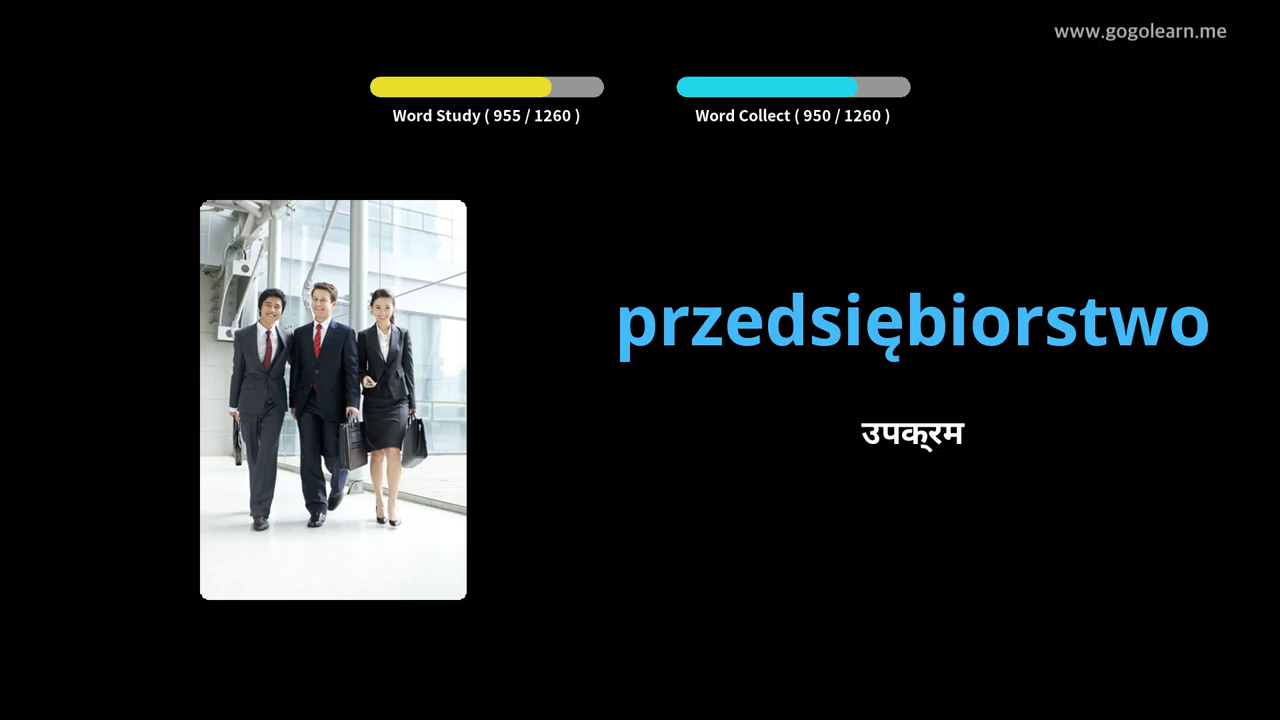 www.gogolearn.me
Word Study ( 955 / 1260 )
Word Collect ( 950 / 1260 )
przedsiębiorstwo
उपक्रम